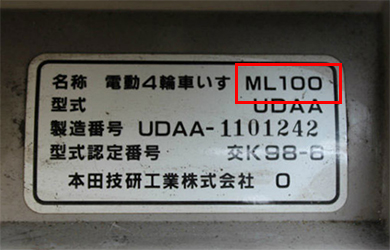 名称 電動4輪車いす ML100
型式 UDAA
製造番号 UDAA-1101242
型式認定番号 交K98-6
本田技研工業株式会社 O